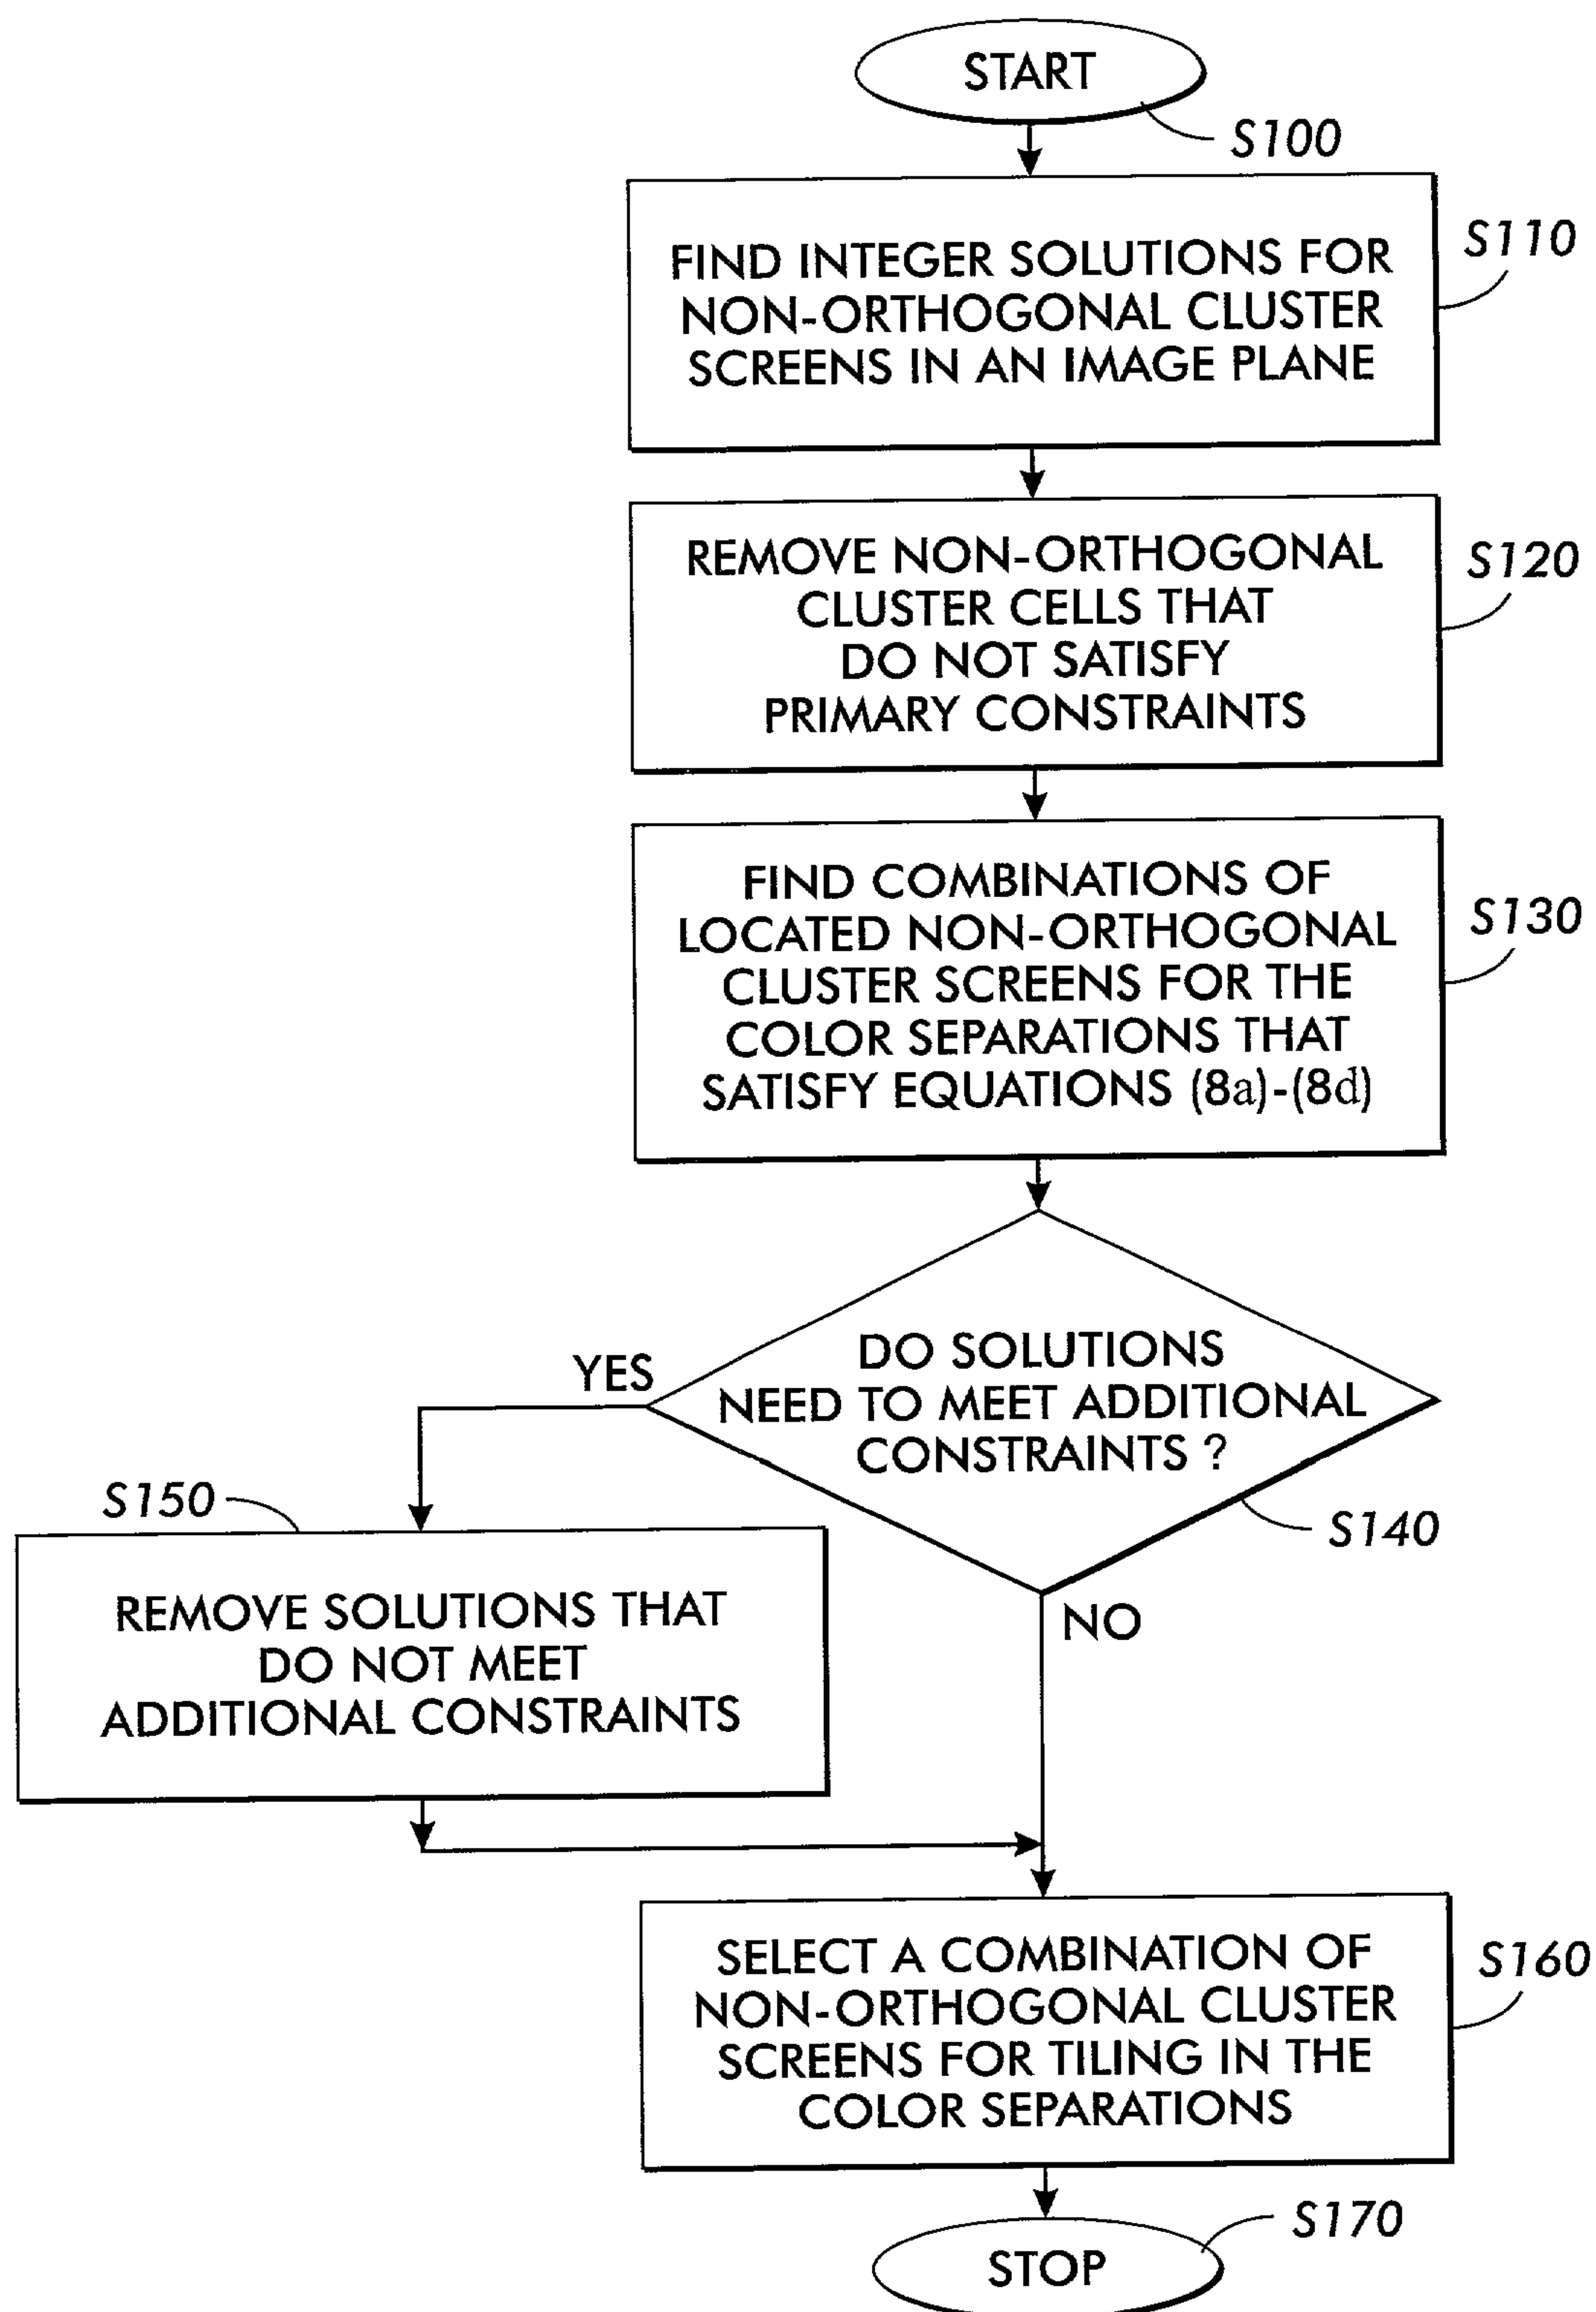 START
S100
FIND INTEGER SOLUTIONS FOR
NON-ORTHOGONAL CLUSTER
SCREENS IN AN IMAGE PLANE
S110
REMOVE NON-ORTHOGONAL
CLUSTER CELLS THAT
DO NOT SATISFY
PRIMARY CONSTRAINTS
S120
FIND COMBINATIONS OF
LOCATED NON-ORTHOGONAL
CLUSTER SCREENS FOR THE
COLOR SEPARATIONS THAT
SATISFY EQUATIONS (8a)-(8d)
S130
DO SOLUTIONS
NEED TO MEET ADDITIONAL
CONSTRAINTS ?
S140
YES
NO
S150
REMOVE SOLUTIONS THAT
DO NOT MEET
ADDITIONAL CONSTRAINTS
SELECT A COMBINATION OF
NON-ORTHOGONAL CLUSTER
SCREENS FOR TILING IN THE
COLOR SEPARATIONS
S160
STOP
S170